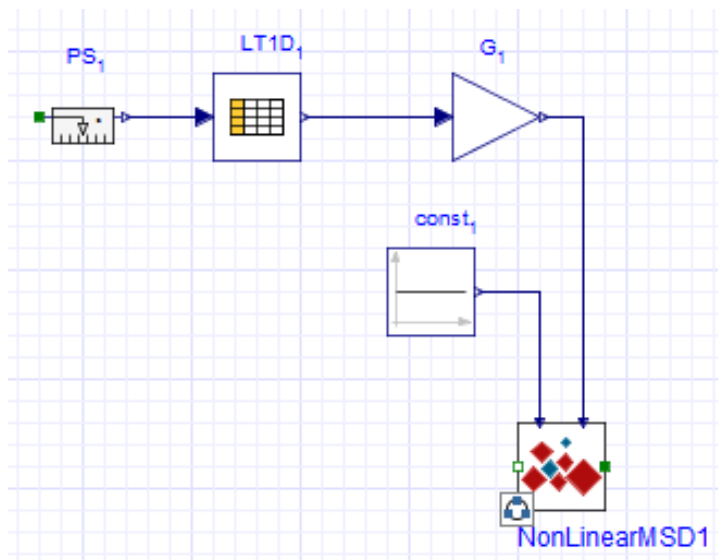 PS₁
LT1D₁
G₁
const₁
NonLinearMSD1